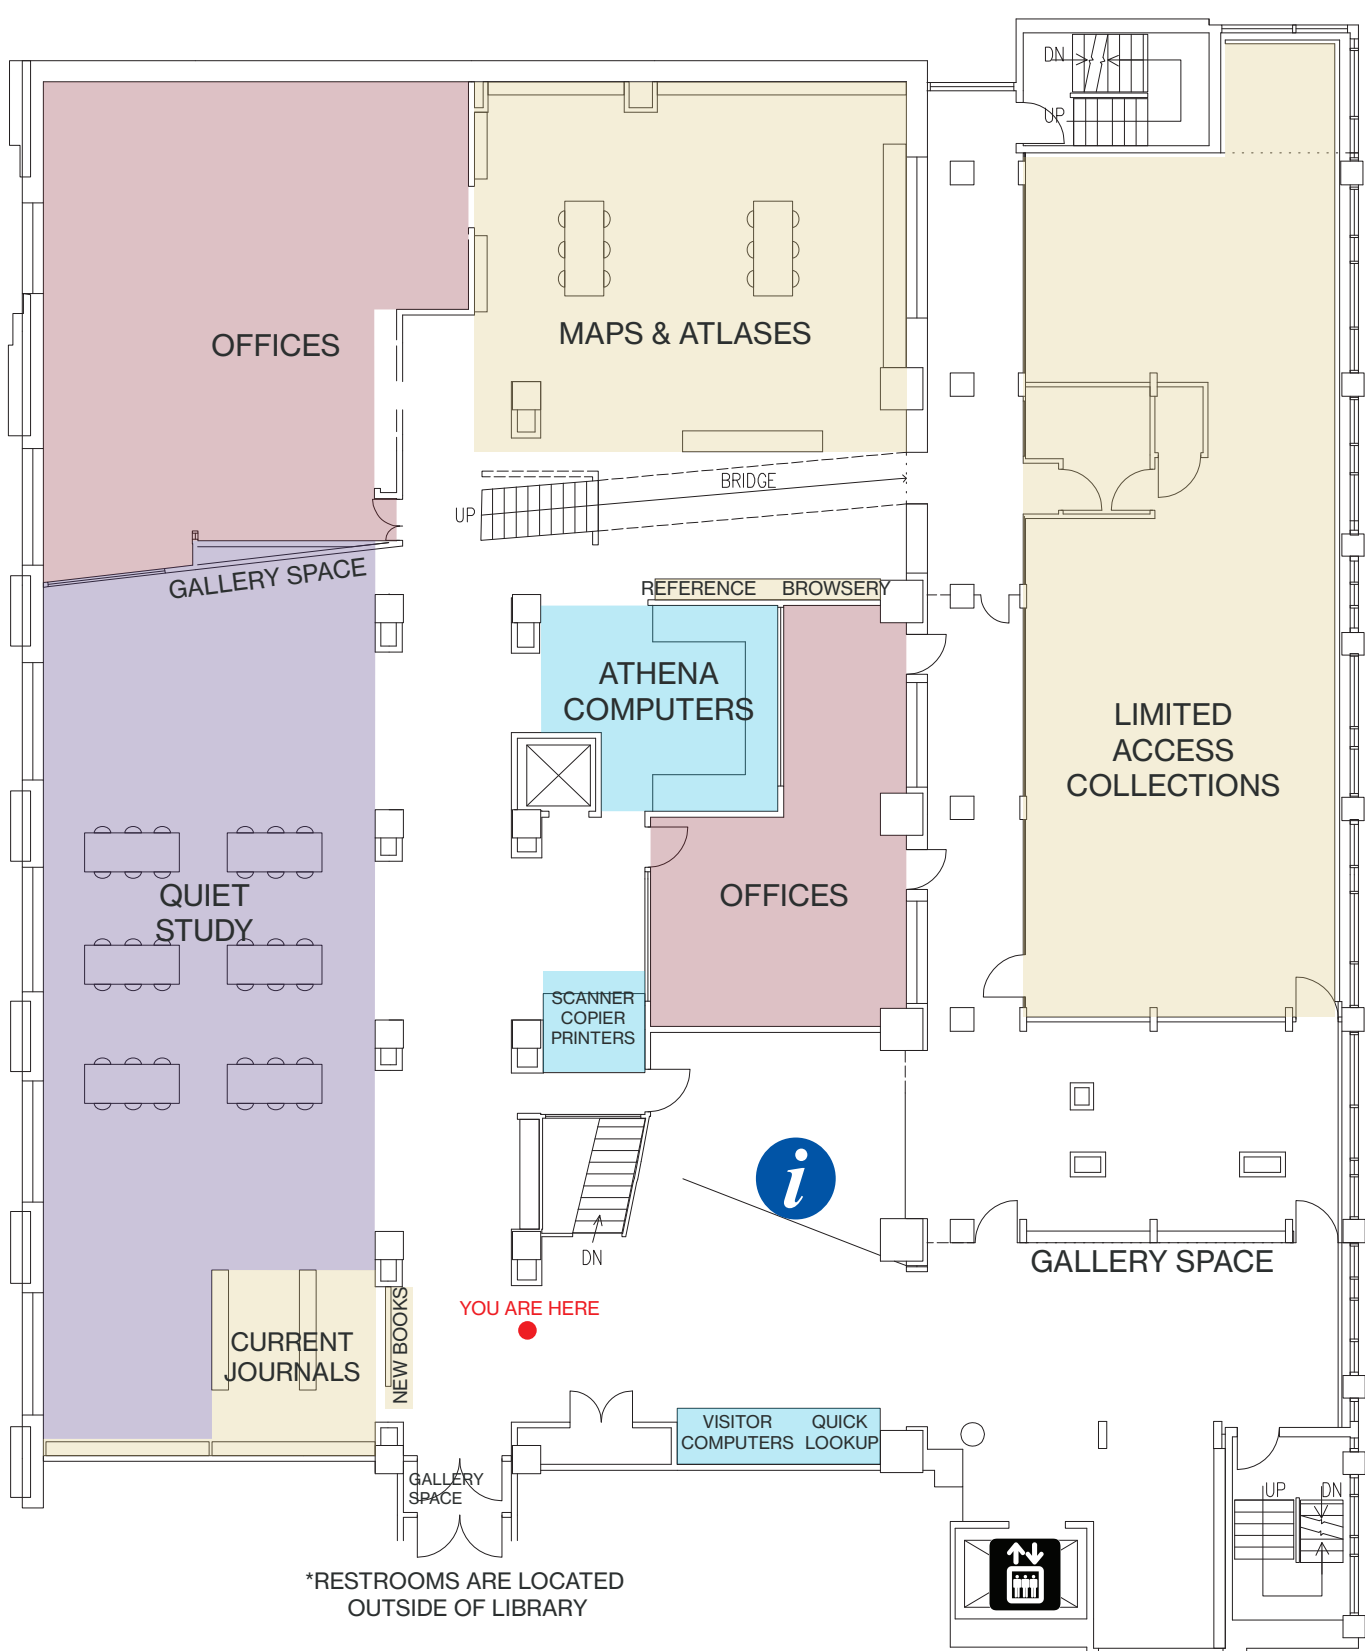 DN
UP
OFFICES
MAPS & ATLASES
BRIDGE
UP
GALLERY SPACE
REFERENCE
BROWSERY
ATHENA
COMPUTERS
LIMITED
ACCESS
COLLECTIONS
QUIET
STUDY
OFFICES
SCANNER
COPIER
PRINTERS
i
DN
GALLERY SPACE
YOU ARE HERE
CURRENT
JOURNALS
NEW BOOKS
VISITOR
COMPUTERS
QUICK
LOOKUP
GALLERY
SPACE
UP
DN
*RESTROOMS ARE LOCATED
OUTSIDE OF LIBRARY